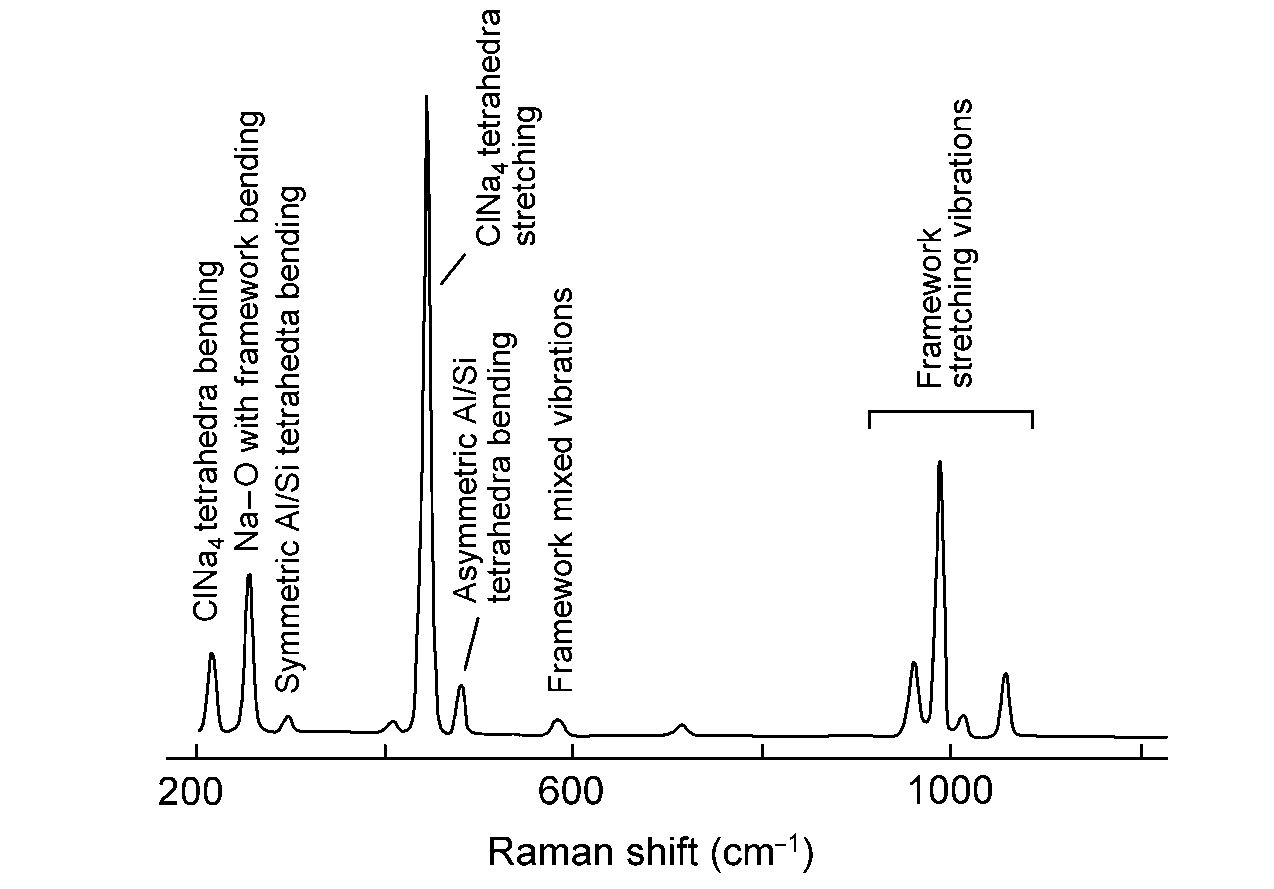 ClNa₄ tetrahedra bending
Na–O with framework bending
Symmetric Al/Si tetrahedta bending
ClNa₄ tetrahedra
stretching
Asymmetric Al/Si
tetrahedra bending
Framework mixed vibrations
Framework
stretching vibrations
200
600
1000
Raman shift (cm⁻¹)